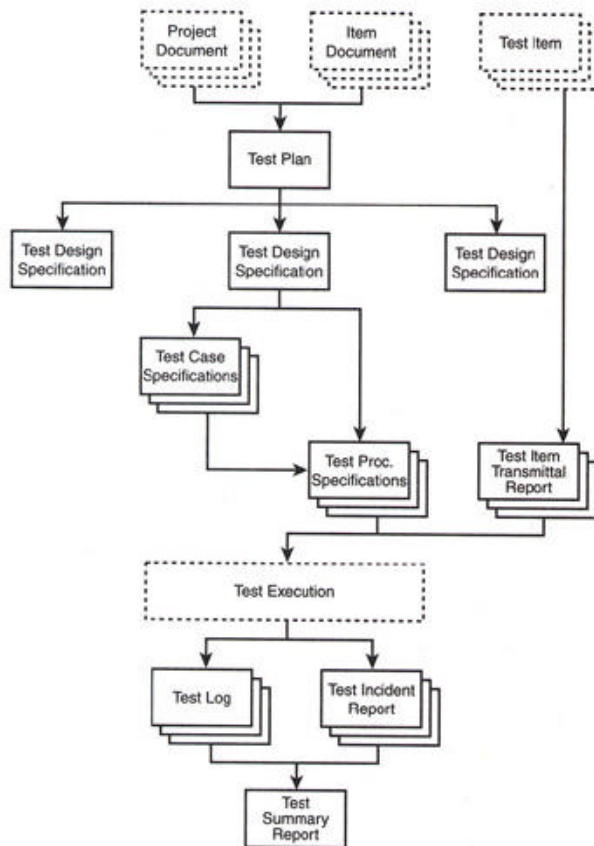 Project
Document
Item
Document
Test Item
Test Plan
Test Design
Specification
Test Design
Specification
Test Design
Specification
Test Case
Specifications
Test Proc.
Specifications
Test Item
Transmittal
Report
Test Execution
Test Log
Test Incident
Report
Test
Summary
Report